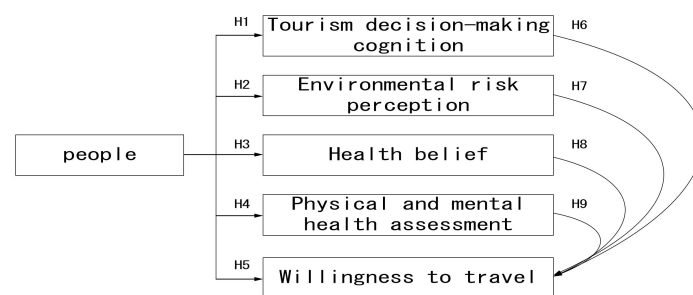 H1
Tourism decision-making
cognition
H6
H2
Environmental risk
perception
H7
people
H3
Health belief
H8
H4
Physical and mental
health assessment
H9
H5
Willingness to travel